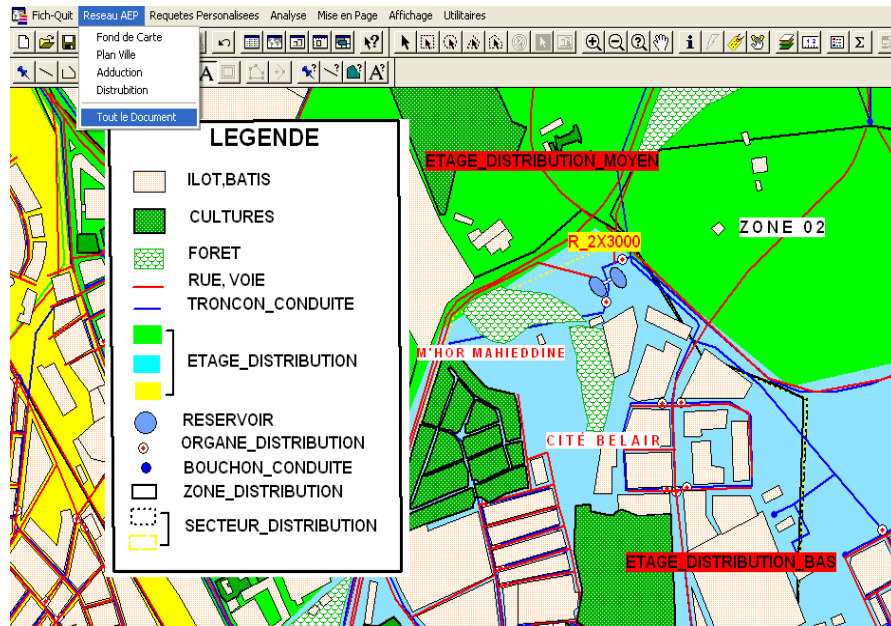 Fich-Quit Reseau AEP Requetes Personalisees Analyse Mise en Page Affichage Utilitaires
Fond de Carte
Plan Ville
Adduction
Distrubition
Tout le Document
LEGENDE
ILOT,BATIS
CULTURES
FORET
RUE, VOIE
TRONCON_CONDUITE
ETAGE_DISTRIBUTION
RESERVOIR
ORGANE_DISTRIBUTION
BOUCHON_CONDUITE
ZONE_DISTRIBUTION
SECTEUR_DISTRIBUTION
ETAGE_DISTRIBUTION_MOYEN
ZONE 02
R_2X3000
M'HOR MAHIEDDINE
CITÉ BELAIR
ETAGE_DISTRIBUTION_BAS